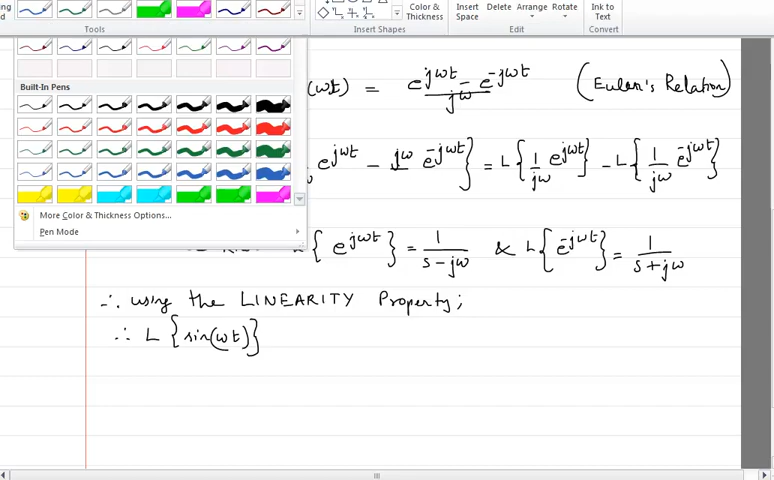 Color & Thickness
Insert Space
Delete
Arrange
Rotate
Ink to Text
Tools
Insert Shapes
Edit
Convert
Built-In Pens
More Color & Thickness Options...
Pen Mode
(ωt) = e^{jωt} - e^{-jωt} / jω (Euler's Relation)
e^{jωt} - jω e^{-jωt}} = L{1/jω e^{jωt}} - L{1/jω e^{-jωt}}
{e^{jωt}} = 1/(s-jω) & L{e^{-jωt}} = 1/(s+jω)
∴ using the LINEARITY Property;
∴ L {sin(ωt)}